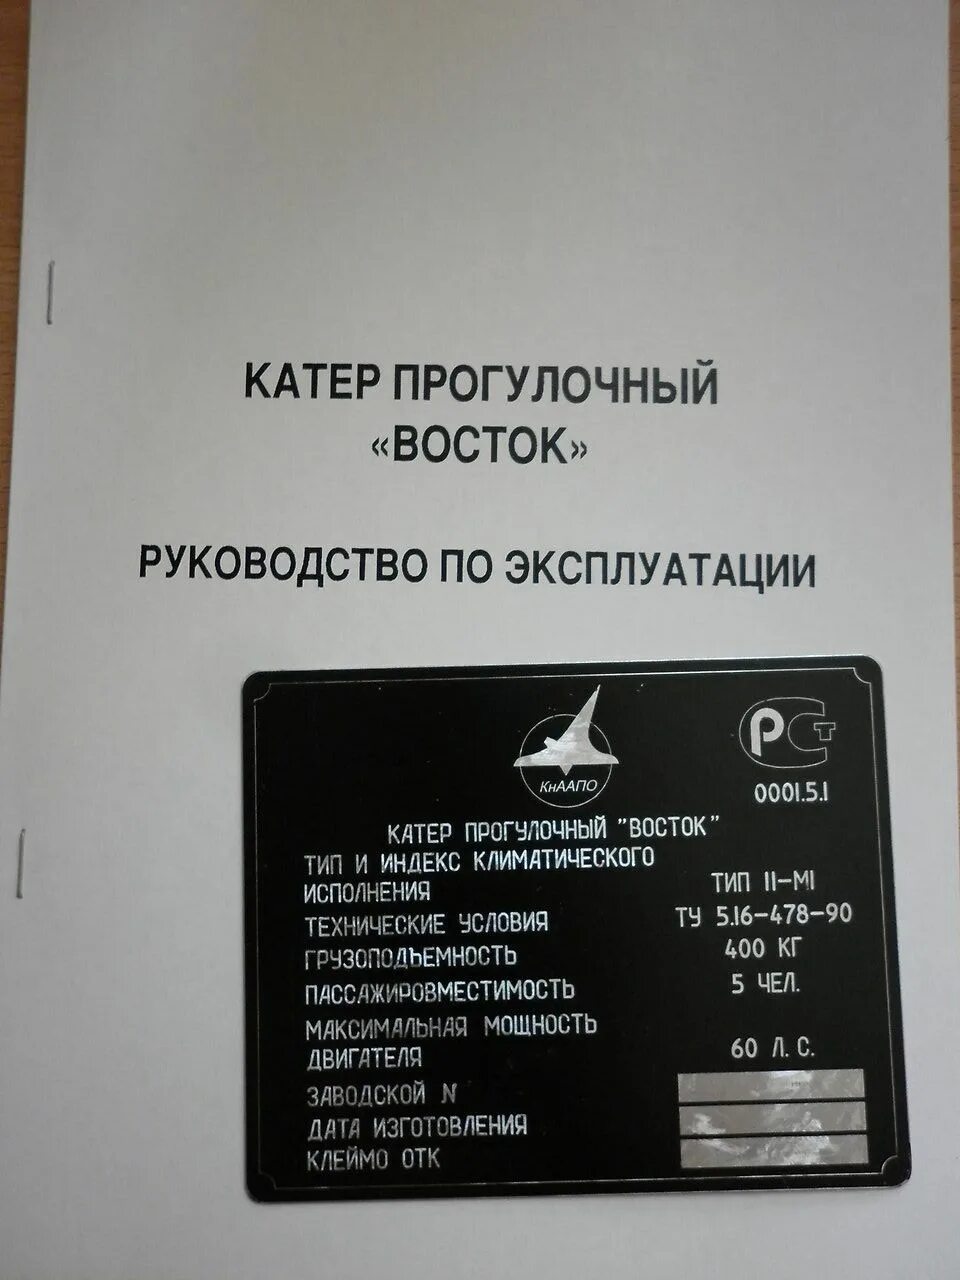 КАТЕР ПРОГУЛОЧНЫЙ
«ВОСТОК»
РУКОВОДСТВО ПО ЭКСПЛУАТАЦИИ
КнААПО
РСТ
0001.5.1
КАТЕР ПРОГУЛОЧНЫЙ "ВОСТОК"
ТИП И ИНДЕКС КЛИМАТИЧЕСКОГО
ИСПОЛНЕНИЯ ТИП II-М1
ТЕХНИЧЕСКИЕ УСЛОВИЯ ТУ 5.16-478-90
ГРУЗОПОДЪЕМНОСТЬ 400 КГ
ПАССАЖИРОВМЕСТИМОСТЬ 5 ЧЕЛ.
МАКСИМАЛЬНАЯ МОЩНОСТЬ
ДВИГАТЕЛЯ 60 Л. С.
ЗАВОДСКОЙ N
ДАТА ИЗГОТОВЛЕНИЯ
КЛЕЙМО ОТК